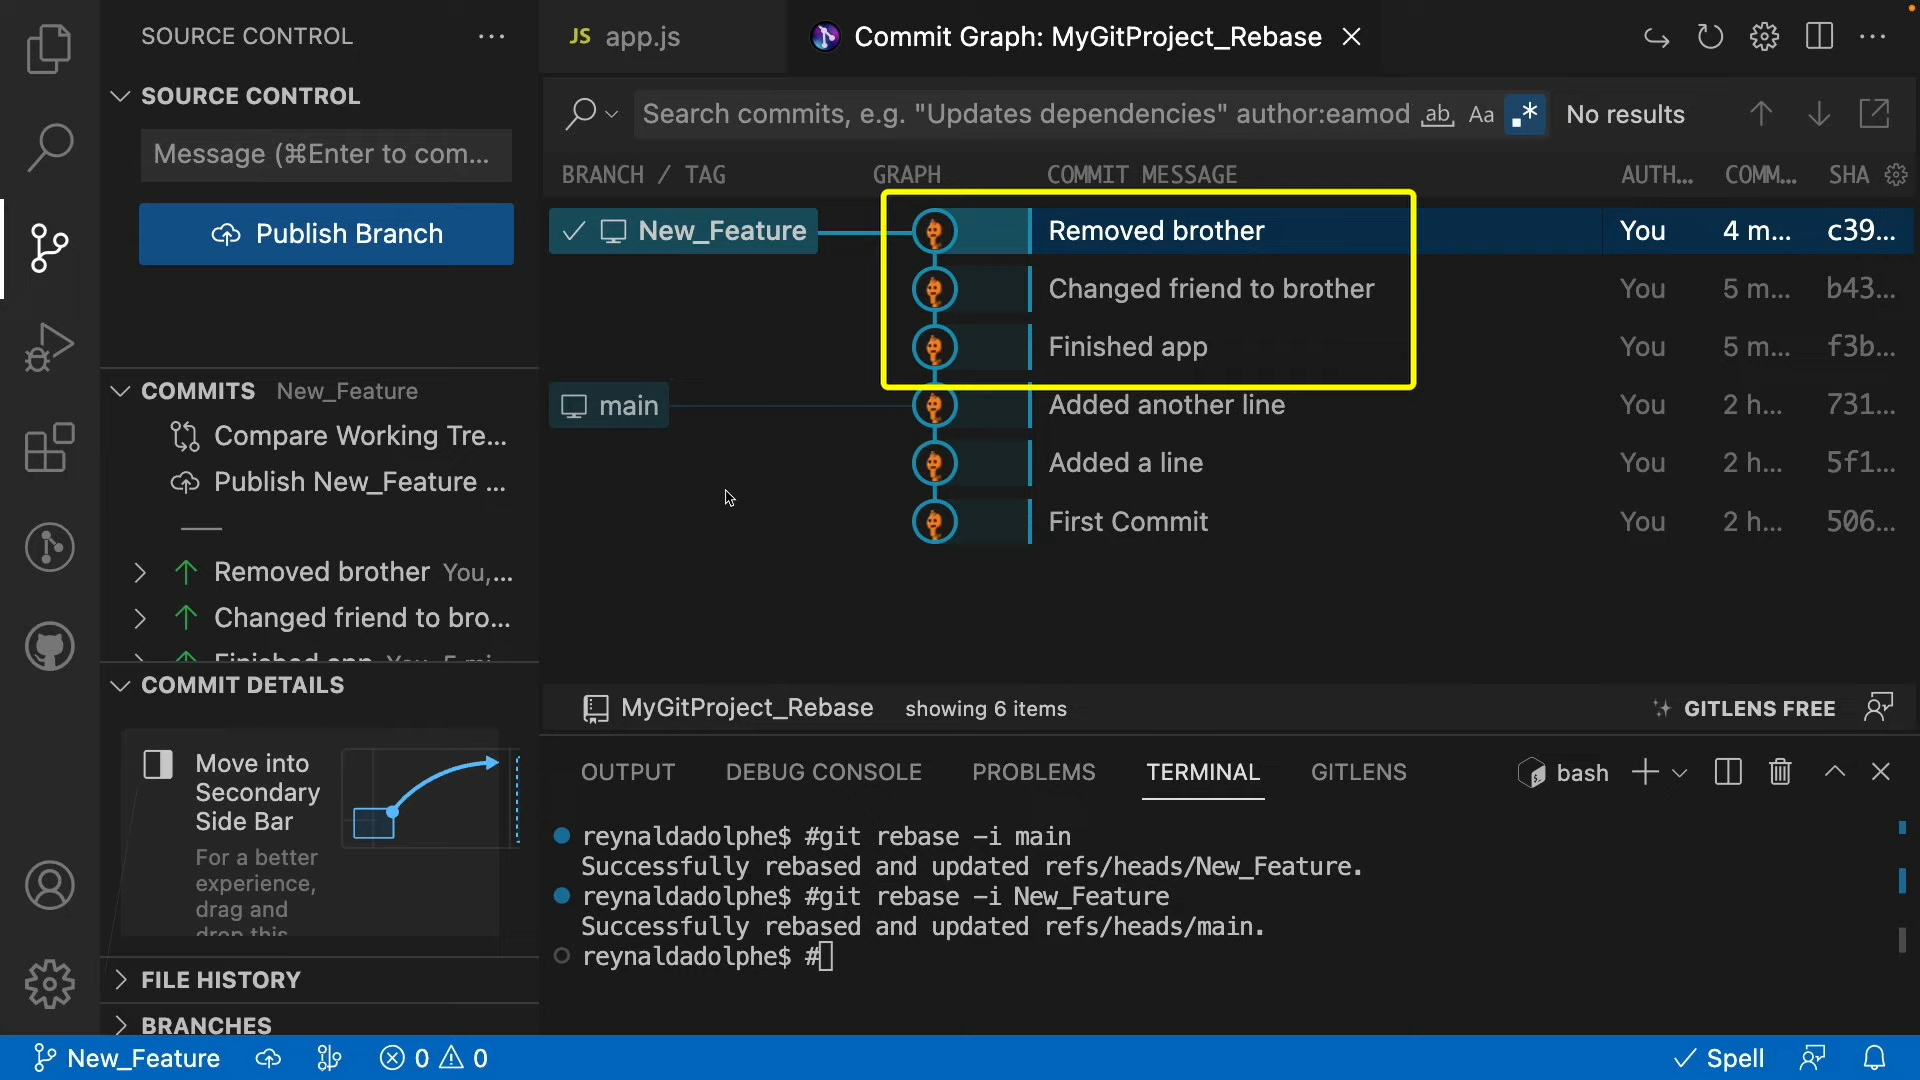 SOURCE CONTROL
JS app.js
Commit Graph: MyGitProject_Rebase
SOURCE CONTROL
Message (⌘Enter to com...
Publish Branch
Search commits, e.g. "Updates dependencies" author:eamod
ab
Aa
.*
No results
BRANCH / TAG
GRAPH
COMMIT MESSAGE
AUTH...
COMM...
SHA
New_Feature
Removed brother
You
4 m...
c39...
Changed friend to brother
You
5 m...
b43...
Finished app
You
5 m...
f3b...
main
Added another line
You
2 h...
731...
Added a line
You
2 h...
5f1...
First Commit
You
2 h...
506...
COMMITS New_Feature
Compare Working Tre...
Publish New_Feature ...
Removed brother You,...
Changed friend to bro...
Finished app You, 5 mi...
COMMIT DETAILS
Move into
Secondary
Side Bar
For a better
experience,
drag and
drop this
FILE HISTORY
BRANCHES
MyGitProject_Rebase showing 6 items
GITLENS FREE
OUTPUT
DEBUG CONSOLE
PROBLEMS
TERMINAL
GITLENS
bash
reynaldadolphe$ #git rebase -i main
Successfully rebased and updated refs/heads/New_Feature.
reynaldadolphe$ #git rebase -i New_Feature
Successfully rebased and updated refs/heads/main.
reynaldadolphe$ #
New_Feature
0
0
Spell